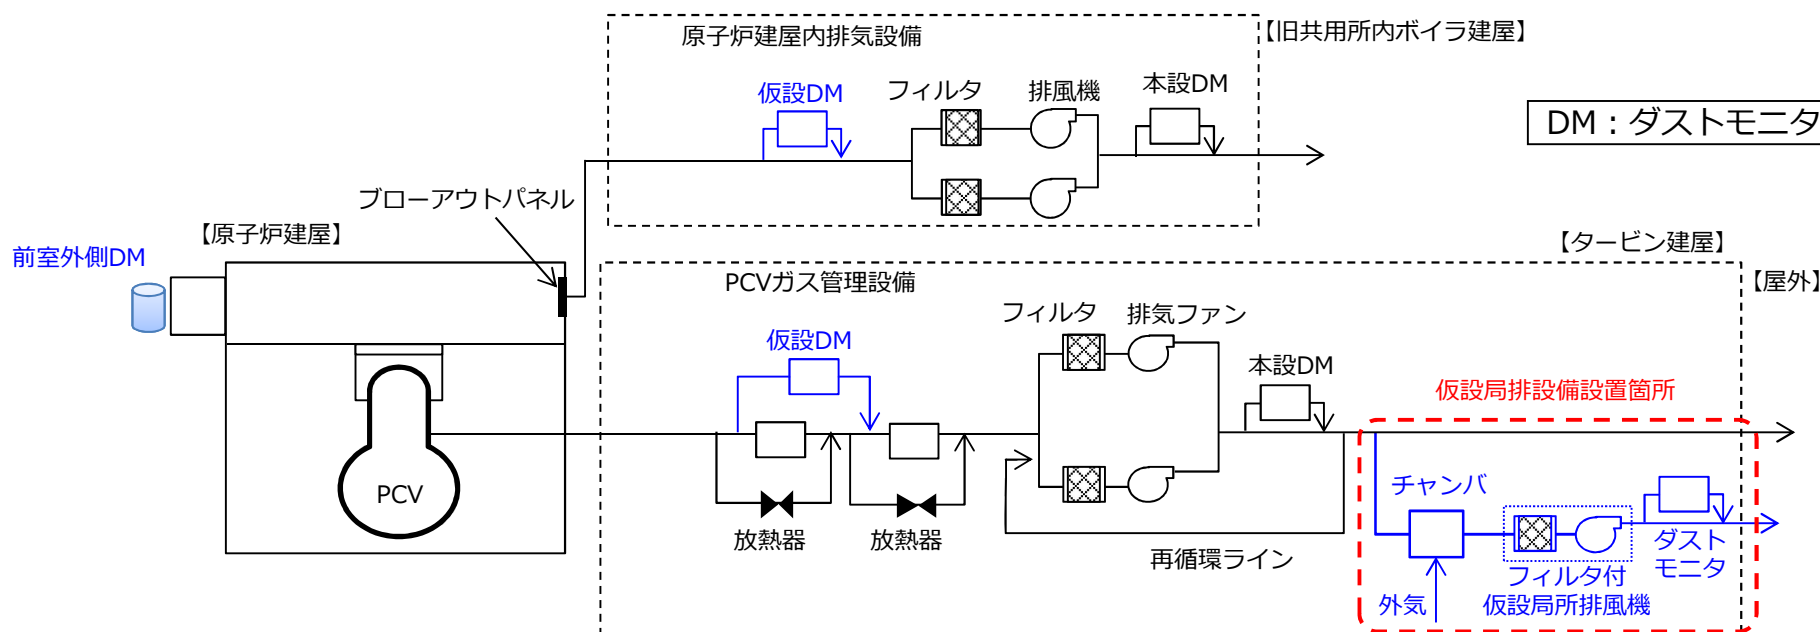 原子炉建屋内排気設備
【旧共用所内ボイラ建屋】
仮設DM
フィルタ
排風機
本設DM
DM：ダストモニタ
ブローアウトパネル
【原子炉建屋】
前室外側DM
【タービン建屋】
【屋外】
PCVガス管理設備
仮設DM
フィルタ
排気ファン
本設DM
仮設局排設備設置箇所
PCV
放熱器
放熱器
再循環ライン
チャンバ
外気
フィルタ付
仮設局所排風機
ダスト
モニタ